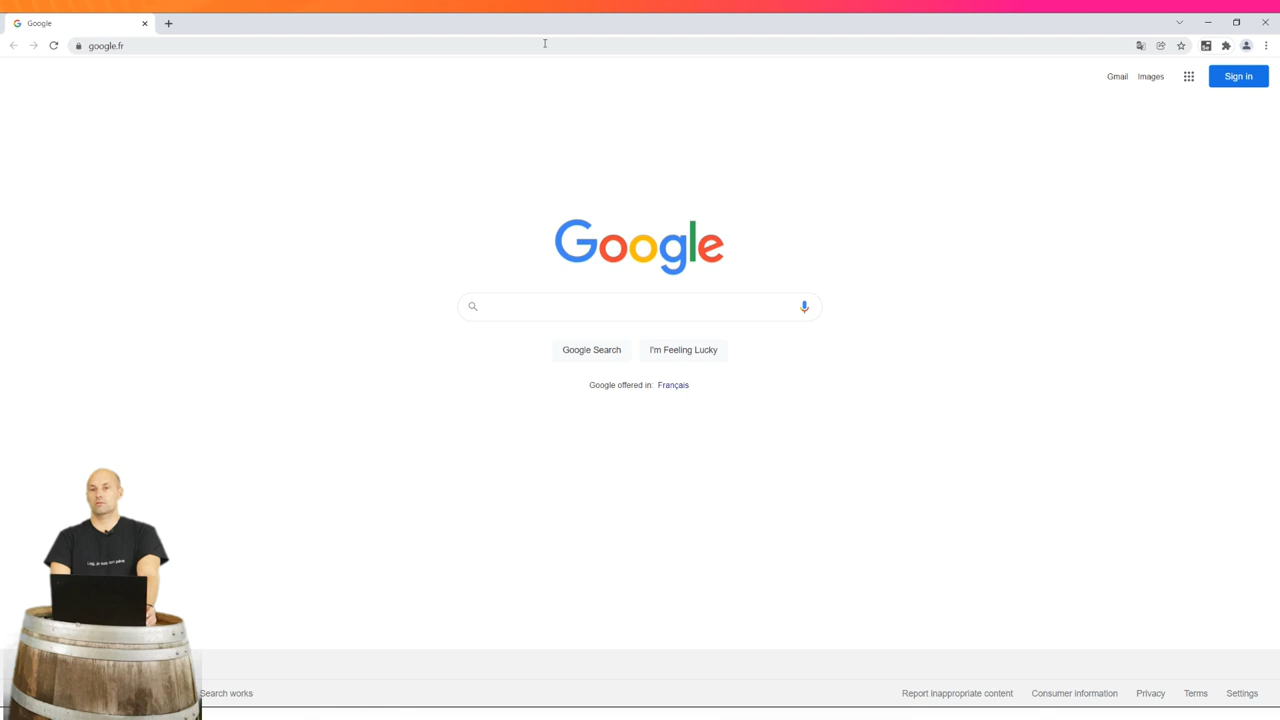 Google
google.fr
Gmail Images Sign in
Google
Google Search I'm Feeling Lucky
Google offered in: Français
Search works Report inappropriate content Consumer information Privacy Terms Settings